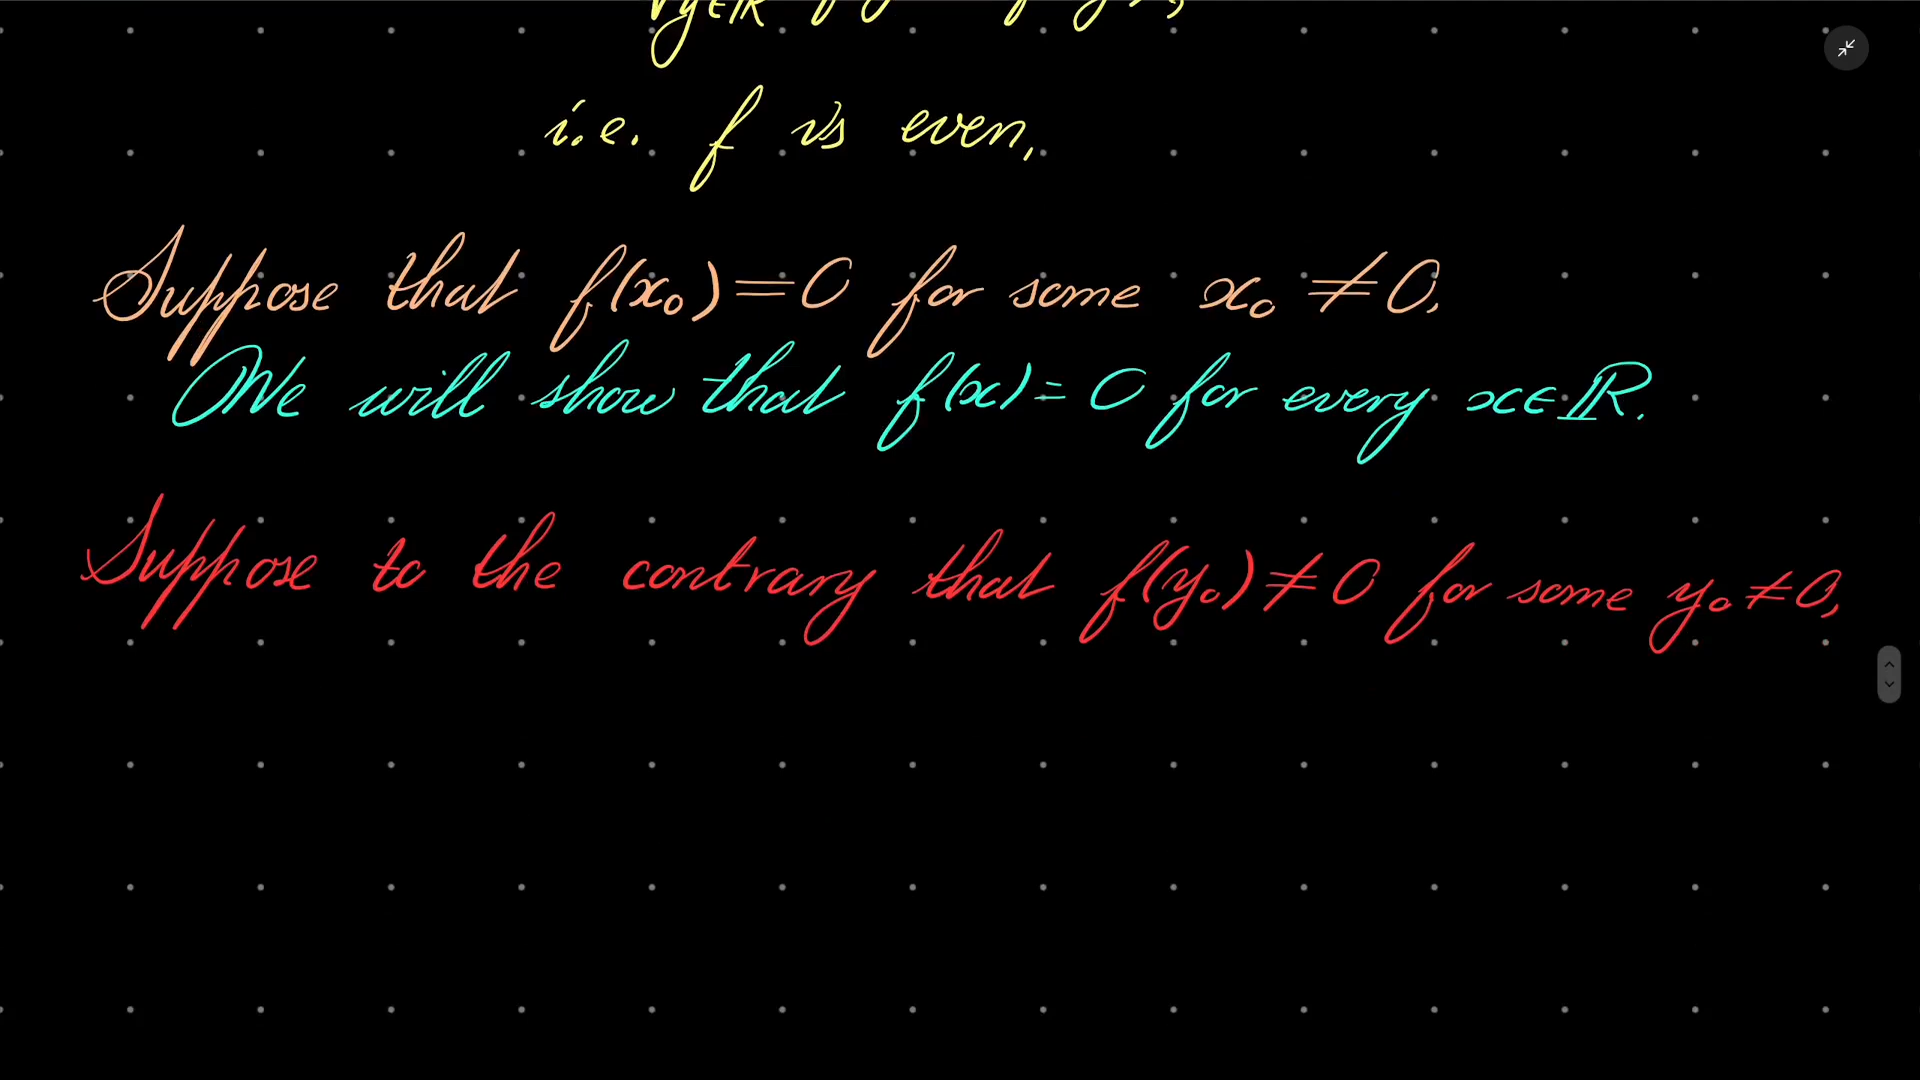 i.e. f is even.
Suppose that f(x₀) = 0 for some x₀ ≠ 0.
We will show that f(x) = 0 for every x ∈ ℝ.
Suppose to the contrary that f(y₀) ≠ 0 for some y₀ ≠ 0,